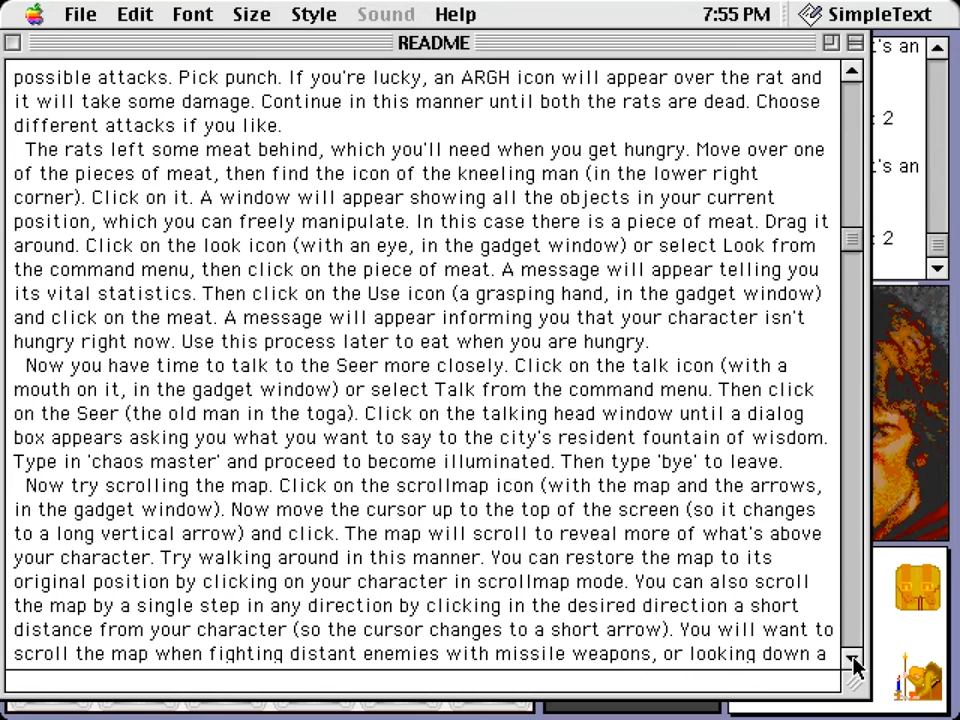 File Edit Font Size Style Sound Help 7:55 PM SimpleText
README
possible attacks. Pick punch. If you're lucky, an ARGH icon will appear over the rat and
it will take some damage. Continue in this manner until both the rats are dead. Choose
different attacks if you like.
The rats left some meat behind, which you'll need when you get hungry. Move over one
of the pieces of meat, then find the icon of the kneeling man (in the lower right
corner). Click on it. A window will appear showing all the objects in your current
position, which you can freely manipulate. In this case there is a piece of meat. Drag it
around. Click on the look icon (with an eye, in the gadget window) or select Look from
the command menu, then click on the piece of meat. A message will appear telling you
its vital statistics. Then click on the Use icon (a grasping hand, in the gadget window)
and click on the meat. A message will appear informing you that your character isn't
hungry right now. Use this process later to eat when you are hungry.
Now you have time to talk to the Seer more closely. Click on the talk icon (with a
mouth on it, in the gadget window) or select Talk from the command menu. Then click
on the Seer (the old man in the toga). Click on the talking head window until a dialog
box appears asking you what you want to say to the city's resident fountain of wisdom.
Type in 'chaos master' and proceed to become illuminated. Then type 'bye' to leave.
Now try scrolling the map. Click on the scrollmap icon (with the map and the arrows,
in the gadget window). Now move the cursor up to the top of the screen (so it changes
to a long vertical arrow) and click. The map will scroll to reveal more of what's above
your character. Try walking around in this manner. You can restore the map to its
original position by clicking on your character in scrollmap mode. You can also scroll
the map by a single step in any direction by clicking in the desired direction a short
distance from your character (so the cursor changes to a short arrow). You will want to
scroll the map when fighting distant enemies with missile weapons, or looking down a
's an
: 2
's an
2